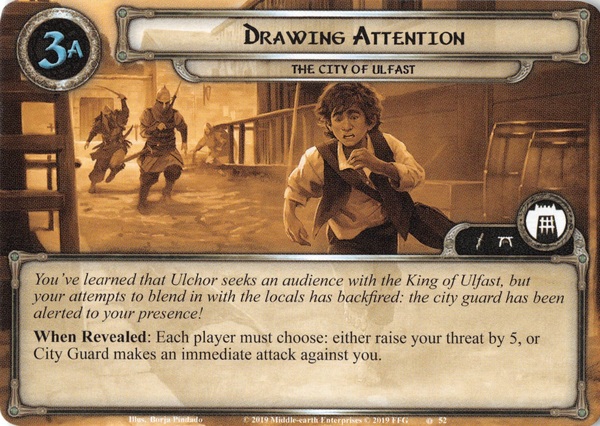 3A
DRAWING ATTENTION
THE CITY OF ULFAST
You've learned that Ulchor seeks an audience with the King of Ulfast, but
your attempts to blend in with the locals has backfired: the city guard has been
alerted to your presence!
When Revealed: Each player must choose: either raise your threat by 5, or
City Guard makes an immediate attack against you.
Illus. Borja Pindado
© 2019 Middle-earth Enterprises © 2019 FFG
52